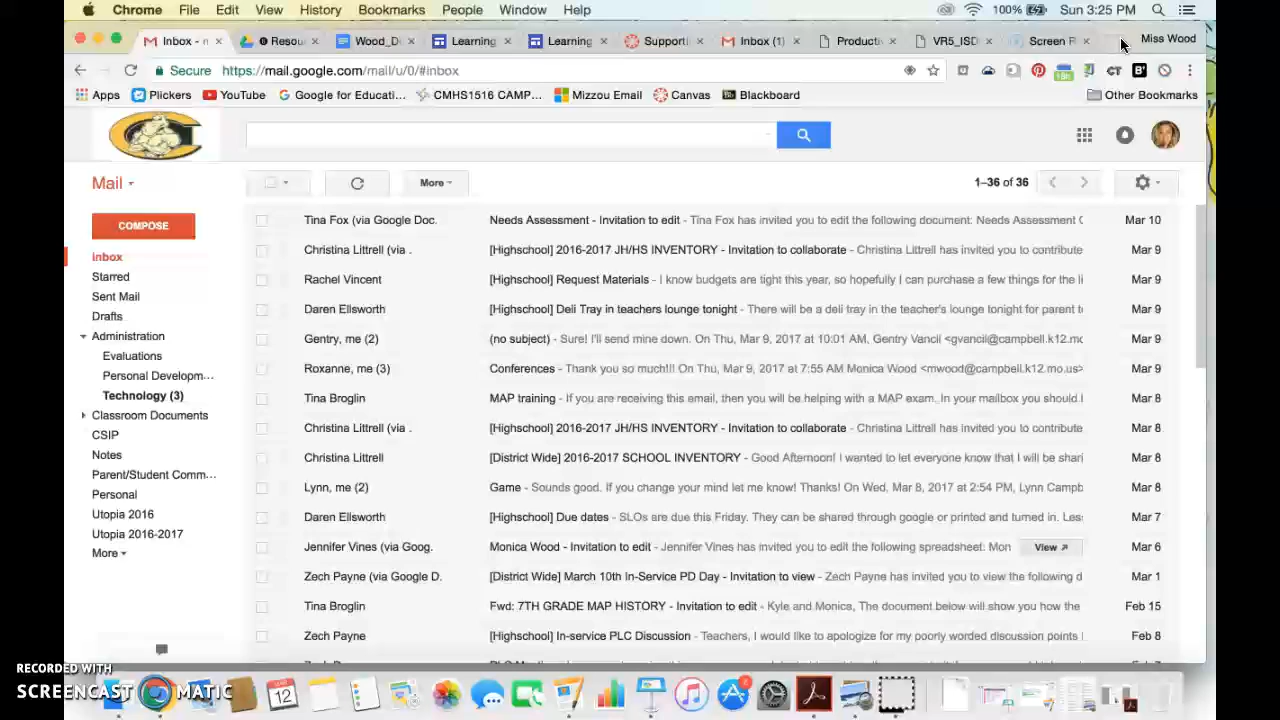 Chrome File Edit View History Bookmarks People Window Help 100% Sun 3:25 PM
Inbox - n Resou Wood_D Learning Learning Support Inbox (1) Producti VR5_ISD Screen R Miss Wood
Secure https://mail.google.com/mail/u/0/#inbox
Apps Plickers YouTube Google for Educati... CMHS1516 CAMP... Mizzou Email Canvas Blackboard Other Bookmarks
Mail More 1–36 of 36
COMPOSE
Inbox
Starred
Sent Mail
Drafts
Administration
Evaluations
Personal Developm...
Technology (3)
Classroom Documents
CSIP
Notes
Parent/Student Comm...
Personal
Utopia 2016
Utopia 2016-2017
More
Tina Fox (via Google Doc. Needs Assessment - Invitation to edit - Tina Fox has invited you to edit the following document: Needs Assessment Mar 10
Christina Littrell (via . [Highschool] 2016-2017 JH/HS INVENTORY - Invitation to collaborate - Christina Littrell has invited you to contribute Mar 9
Rachel Vincent [Highschool] Request Materials - I know budgets are tight this year, so hopefully I can purchase a few things for the li Mar 9
Daren Ellsworth [Highschool] Deli Tray in teachers lounge tonight - There will be a deli tray in the teacher's lounge tonight for parent t Mar 9
Gentry, me (2) (no subject) - Sure! I'll send mine down. On Thu, Mar 9, 2017 at 10:01 AM, Gentry Vancil <gvancil@campbell.k12.mo Mar 9
Roxanne, me (3) Conferences - Thank you so much!!! On Thu, Mar 9, 2017 at 7:55 AM Monica Wood <mwood@campbell.k12.mo.us> Mar 9
Tina Broglin MAP training - If you are receiving this email, then you will be helping with a MAP exam. In your mailbox you should Mar 8
Christina Littrell (via . [Highschool] 2016-2017 JH/HS INVENTORY - Invitation to collaborate - Christina Littrell has invited you to contribute Mar 8
Christina Littrell [District Wide] 2016-2017 SCHOOL INVENTORY - Good Afternoon! I wanted to let everyone know that I will be shari Mar 8
Lynn, me (2) Game - Sounds good. If you change your mind let me know! Thanks! On Wed, Mar 8, 2017 at 2:54 PM, Lynn Campb Mar 8
Daren Ellsworth [Highschool] Due dates - SLOs are due this Friday. They can be shared through google or printed and turned in. Les Mar 7
Jennifer Vines (via Goog. Monica Wood - Invitation to edit - Jennifer Vines has invited you to edit the following spreadsheet: Mon View Mar 6
Zech Payne (via Google D. [District Wide] March 10th In-Service PD Day - Invitation to view - Zech Payne has invited you to view the following d Mar 1
Tina Broglin Fwd: 7TH GRADE MAP HISTORY - Invitation to edit - Kyle and Monica, The document below will show you how the Feb 15
Zech Payne [Highschool] In-service PLC Discussion - Teachers, I would like to apologize for my poorly worded discussion points Feb 8
RECORDED WITH
SCREENCAST MATIC
12